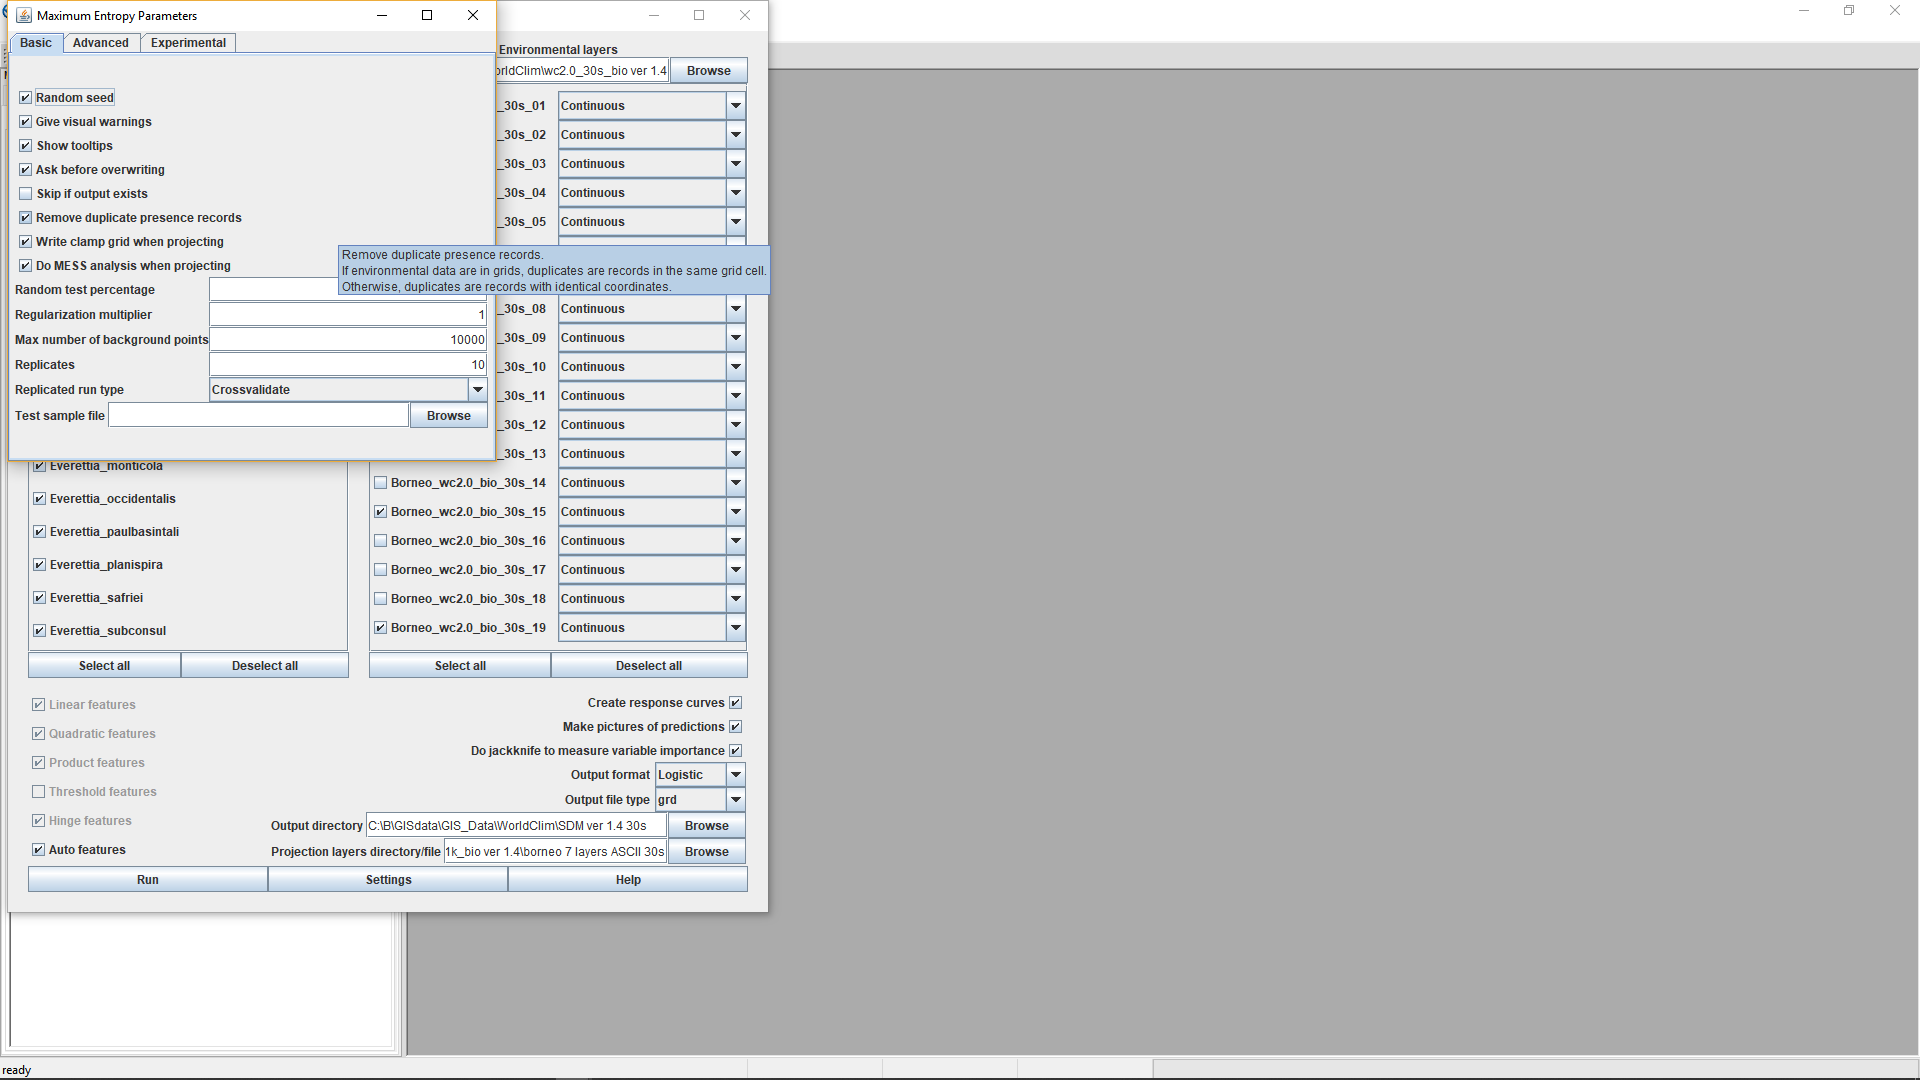 Maximum Entropy Parameters
Basic
Advanced
Experimental
Random seed
Give visual warnings
Show tooltips
Ask before overwriting
Skip if output exists
Remove duplicate presence records
Write clamp grid when projecting
Do MESS analysis when projecting
Random test percentage
Regularization multiplier 1
Max number of background points 10000
Replicates 10
Replicated run type Crossvalidate
Test sample file Browse
Remove duplicate presence records.
If environmental data are in grids, duplicates are records in the same grid cell.
Otherwise, duplicates are records with identical coordinates.
Environmental layers
orldClim\wc2.0_30s_bio ver 1.4 Browse
_30s_01 Continuous
_30s_02 Continuous
_30s_03 Continuous
_30s_04 Continuous
_30s_05 Continuous
_30s_08 Continuous
_30s_09 Continuous
_30s_10 Continuous
_30s_11 Continuous
_30s_12 Continuous
_30s_13 Continuous
Borneo_wc2.0_bio_30s_14 Continuous
Borneo_wc2.0_bio_30s_15 Continuous
Borneo_wc2.0_bio_30s_16 Continuous
Borneo_wc2.0_bio_30s_17 Continuous
Borneo_wc2.0_bio_30s_18 Continuous
Borneo_wc2.0_bio_30s_19 Continuous
Everettia_monticola
Everettia_occidentalis
Everettia_paulbasintali
Everettia_planispira
Everettia_safriei
Everettia_subconsul
Select all
Deselect all
Select all
Deselect all
Linear features
Quadratic features
Product features
Threshold features
Hinge features
Auto features
Create response curves
Make pictures of predictions
Do jackknife to measure variable importance
Output format Logistic
Output file type grd
Output directory C:\B\GISdata\GIS_Data\WorldClim\SDM ver 1.4 30s Browse
Projection layers directory/file 1k_bio ver 1.4\borneo 7 layers ASCII 30s Browse
Run
Settings
Help
ready